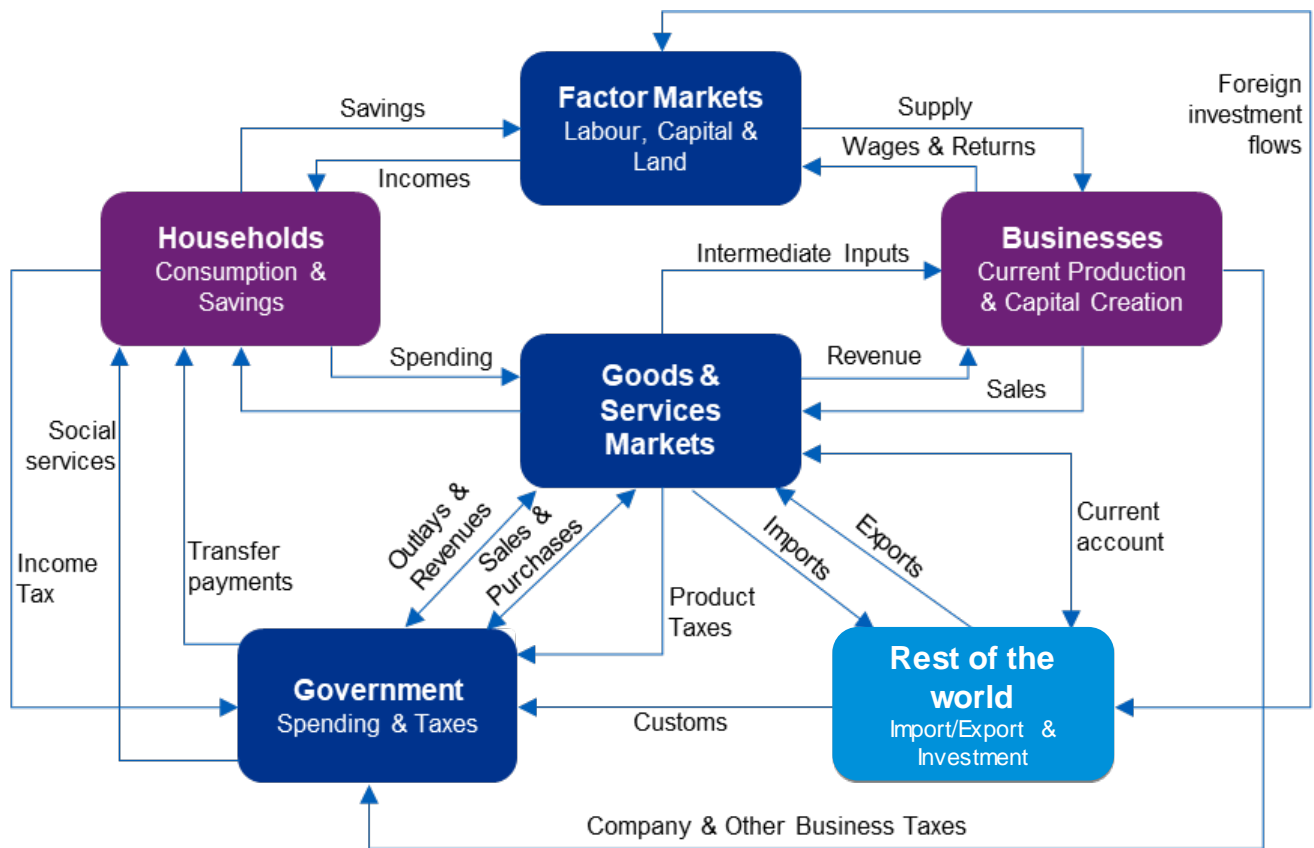 Factor Markets
Labour, Capital &
Land
Savings
Incomes
Supply
Wages & Returns
Foreign
investment
flows
Households
Consumption &
Savings
Intermediate Inputs
Businesses
Current Production
& Capital Creation
Spending
Goods &
Services
Markets
Revenue
Sales
Social
services
Income
Tax
Transfer
payments
Outlays &
Revenues
Sales &
Purchases
Product
Taxes
Imports
Exports
Current
account
Government
Spending & Taxes
Customs
Rest of the
world
Import/Export &
Investment
Company & Other Business Taxes